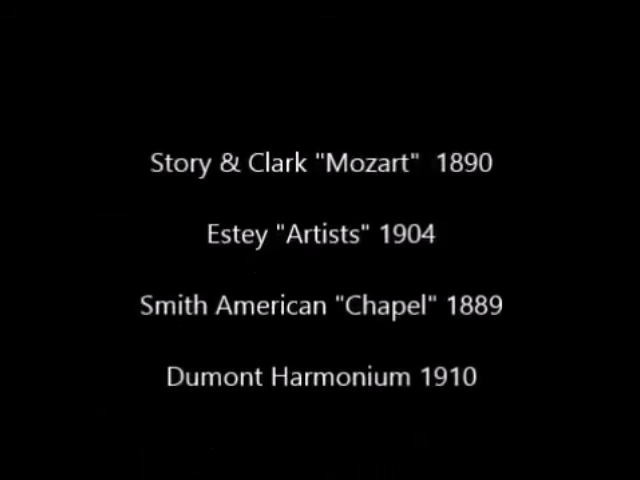 Story & Clark "Mozart"  1890
Estey "Artists" 1904
Smith American "Chapel" 1889
Dumont Harmonium 1910